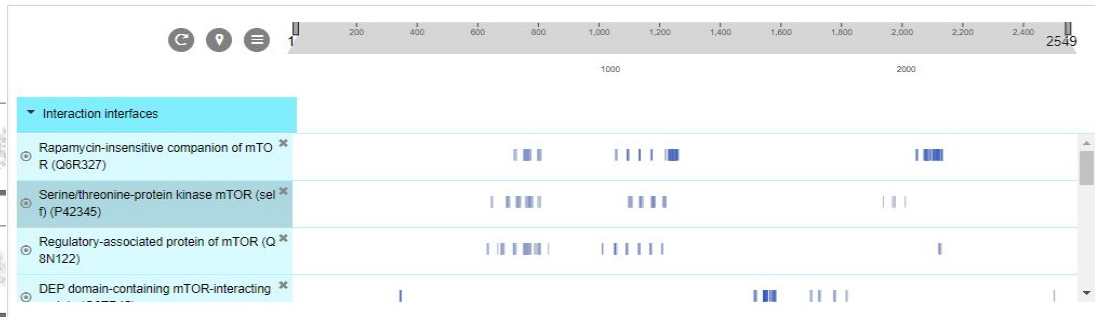 200 400 600 800 1,000 1,200 1,400 1,600 1,800 2,000 2,200 2,400
1 2549
1000 2000
Interaction interfaces
Rapamycin-insensitive companion of mTO
R (Q6R327)
Serine/threonine-protein kinase mTOR (sel
f) (P42345)
Regulatory-associated protein of mTOR (Q
8N122)
DEP domain-containing mTOR-interacting